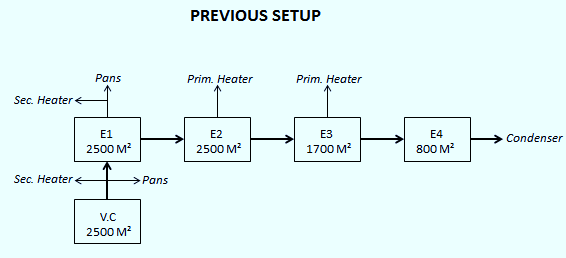 PREVIOUS SETUP
Pans
Prim. Heater
Prim. Heater
Sec. Heater
E1
2500 M²
E2
2500 M²
E3
1700 M²
E4
800 M²
Condenser
Sec. Heater
Pans
V.C
2500 M²